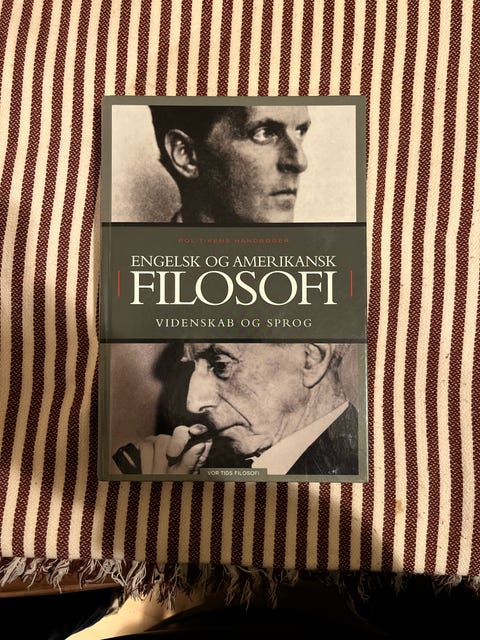 POLITIKENS HÅNDBØGER
ENGELSK OG AMERIKANSK
FILOSOFI
VIDENSKAB OG SPROG
VOR TIDS FILOSOFI